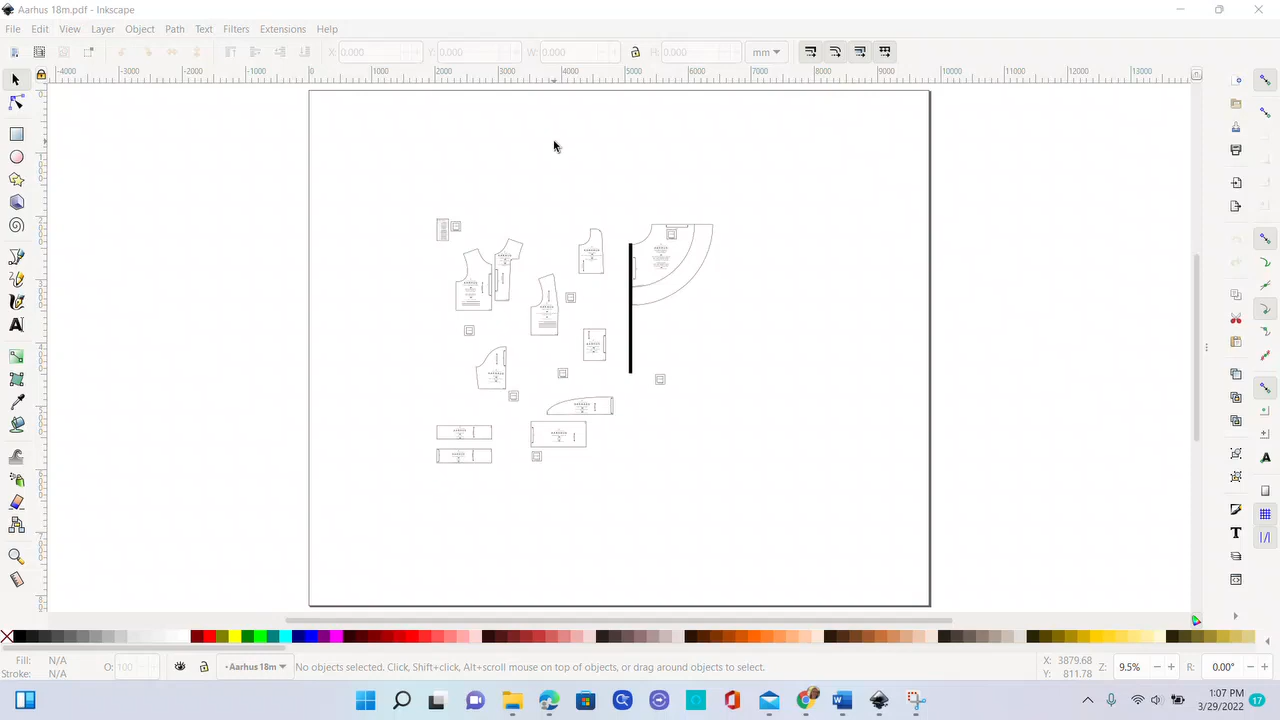 Aarhus 18m.pdf - Inkscape
File Edit View Layer Object Path Text Filters Extensions Help
X: 0.000 Y: 0.000 W: 0.000 H: 0.000 mm
-4000 -3000 -2000 -1000 0 1000 2000 3000 4000 5000 6000 7000 8000 9000 10000 11000 12000 13000
Fill: N/A
Stroke: N/A
O: 100
Aarhus 18m
No objects selected. Click, Shift+click, Alt+scroll mouse on top of objects, or drag around objects to select.
X: 3879.68
Y: 811.78
Z: 9.5%
R: 0.00°
1:07 PM
3/29/2022
17